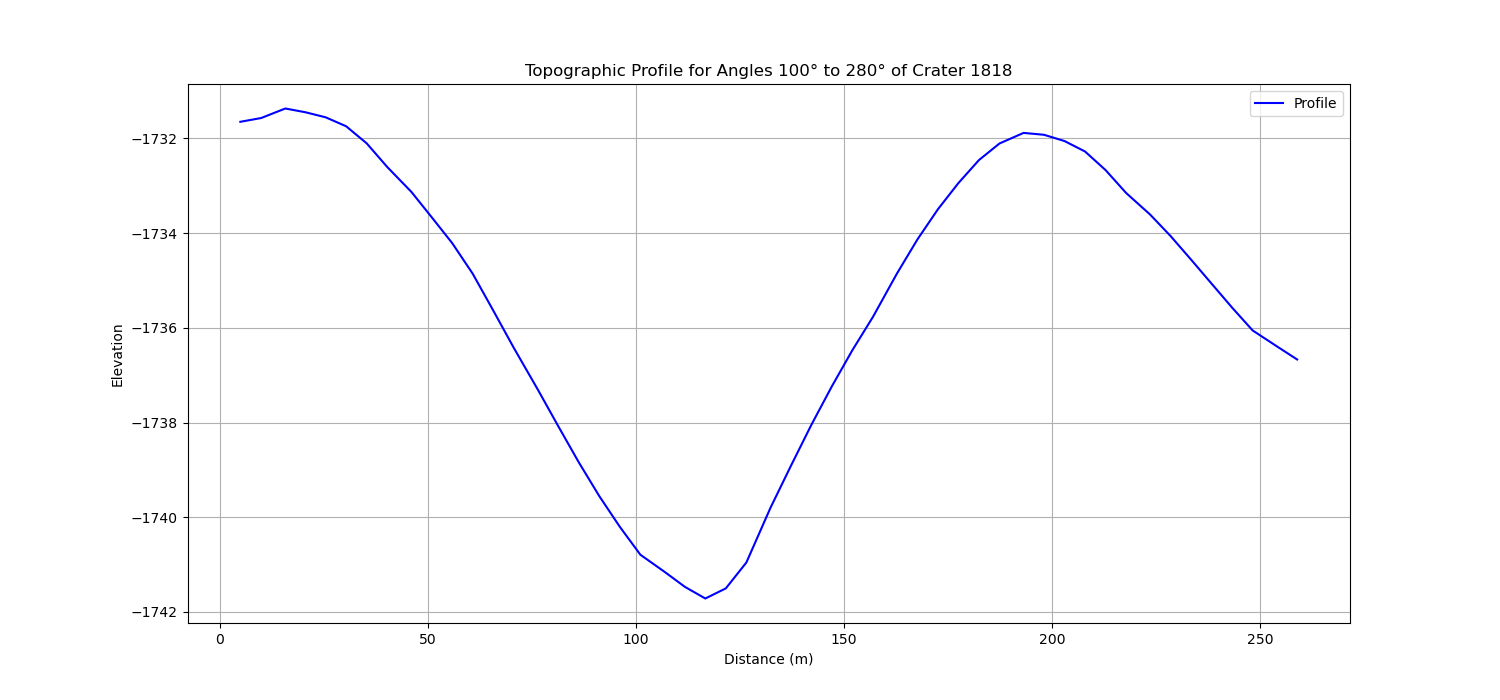 Topographic Profile for Angles 100° to 280° of Crater 1818
Profile
−1732
−1734
−1736
−1738
−1740
−1742
Elevation
0 50 100 150 200 250
Distance (m)